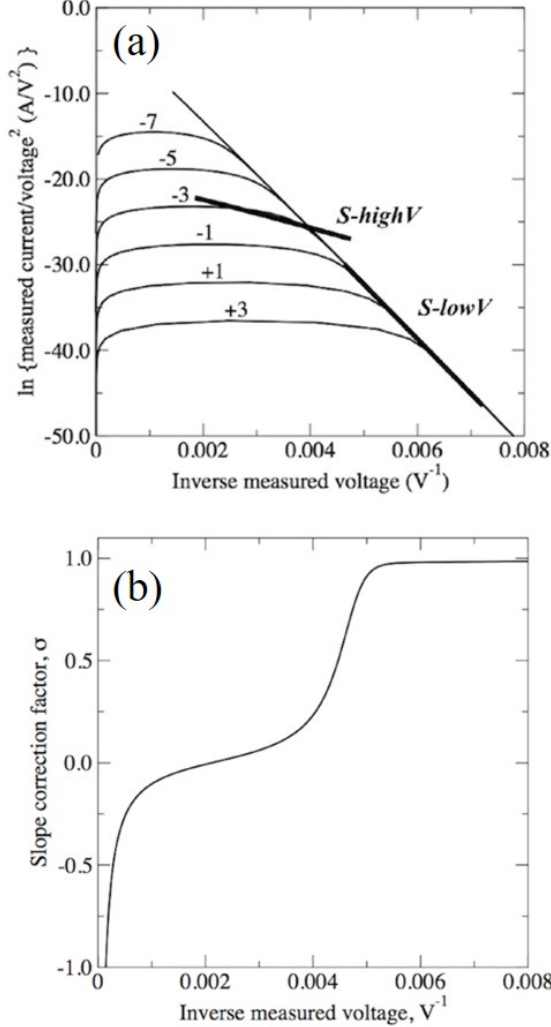 (a)
ln {measured current/voltage² (A/V²) }
0.0
-10.0
-20.0
-30.0
-40.0
-50.0
-7
-5
-3
-1
+1
+3
S-highV
S-lowV
0 0.002 0.004 0.006 0.008
Inverse measured voltage (V⁻¹)
(b)
Slope correction factor, σ
1.0
0.5
0.0
-0.5
-1.0
0 0.002 0.004 0.006 0.008
Inverse measured voltage, V⁻¹